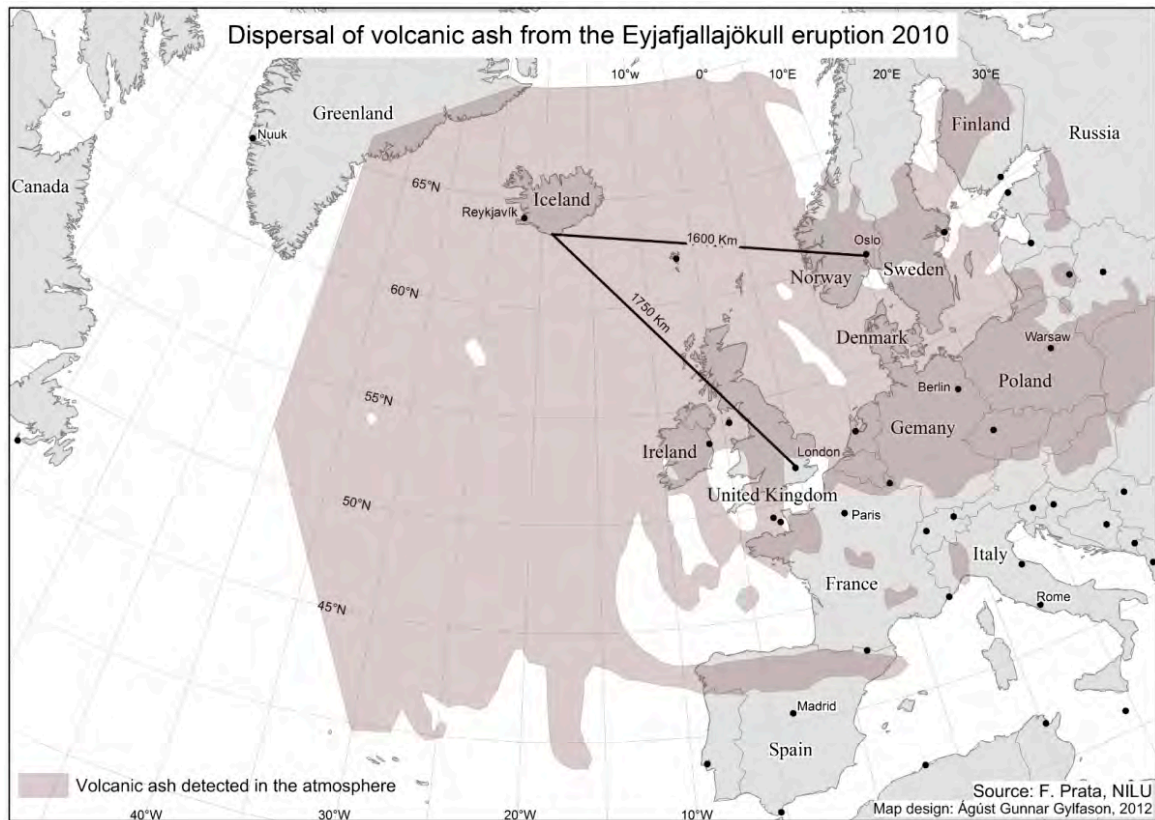 Dispersal of volcanic ash from the Eyjafjallajökull eruption 2010
10°W 0° 10°E 20°E 30°E
Greenland
Finland
Russia
Nuuk
Canada
65°N
Iceland
Reykjavík
1600 Km
Oslo
Norway
Sweden
60°N
1750 Km
Denmark
Warsaw
Berlin
Poland
55°N
Gemany
Ireland
London
50°N
United Kingdom
Paris
Italy
France
45°N
Rome
Madrid
Spain
Volcanic ash detected in the atmosphere
Source: F. Prata, NILU
Map design: Ágúst Gunnar Gylfason, 2012
40°W 30°W 20°W 10°W 0° 10°E